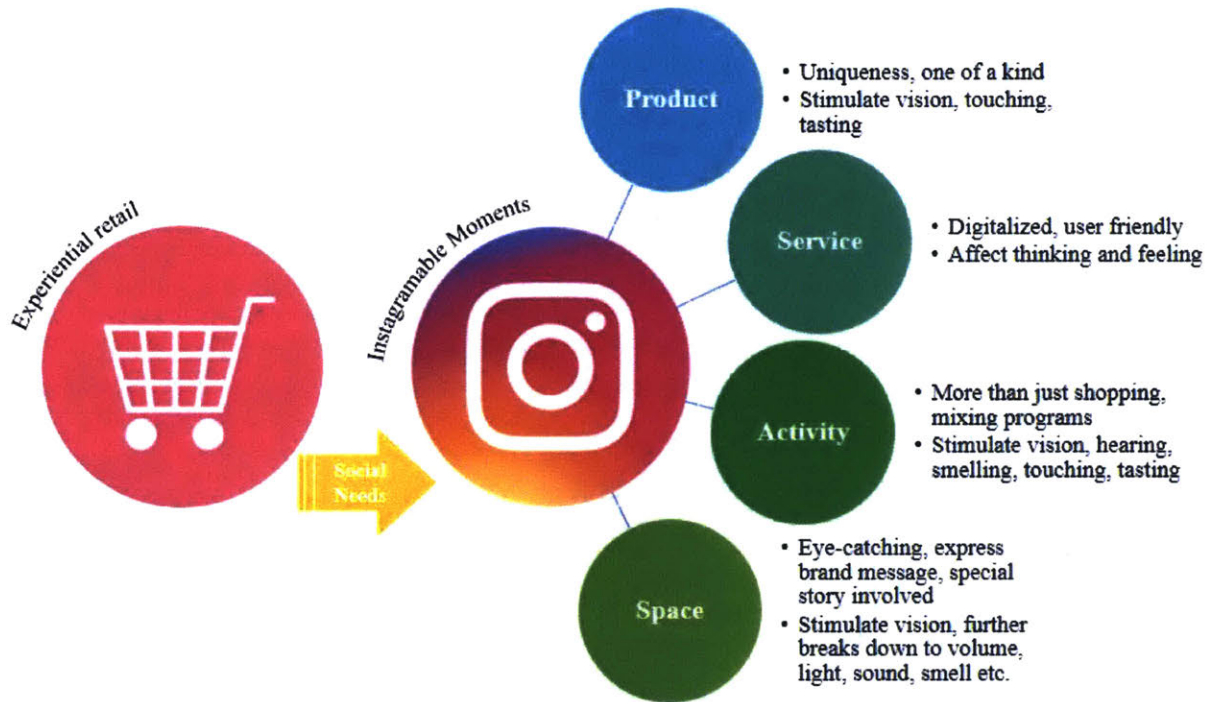 Experiential retail
Social
Needs
Instagramable Moments
Product
• Uniqueness, one of a kind
• Stimulate vision, touching,
tasting
Service
• Digitalized, user friendly
• Affect thinking and feeling
Activity
• More than just shopping,
mixing programs
• Stimulate vision, hearing,
smelling, touching, tasting
Space
• Eye-catching, express
brand message, special
story involved
• Stimulate vision, further
breaks down to volume,
light, sound, smell etc.